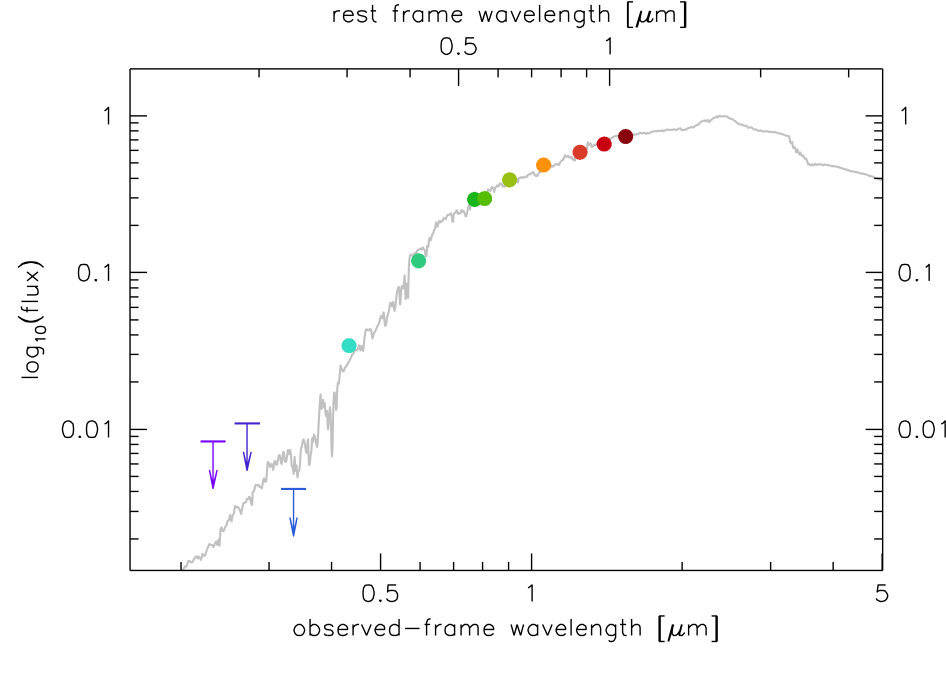 rest frame wavelength [μm]
0.5 1
1 1
0.1 0.1
log10(flux)
0.01 0.01
0.5 1 5
observed-frame wavelength [μm]